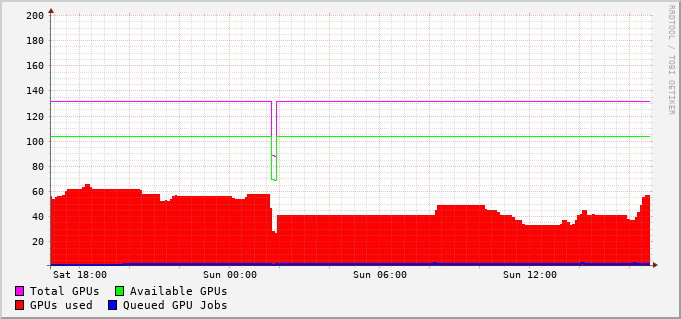 200
180
160
140
120
100
80
60
40
20
Sat 18:00 Sun 00:00 Sun 06:00 Sun 12:00
Total GPUs Available GPUs
GPUs used Queued GPU Jobs
RRDTOOL / TOBI OETIKER